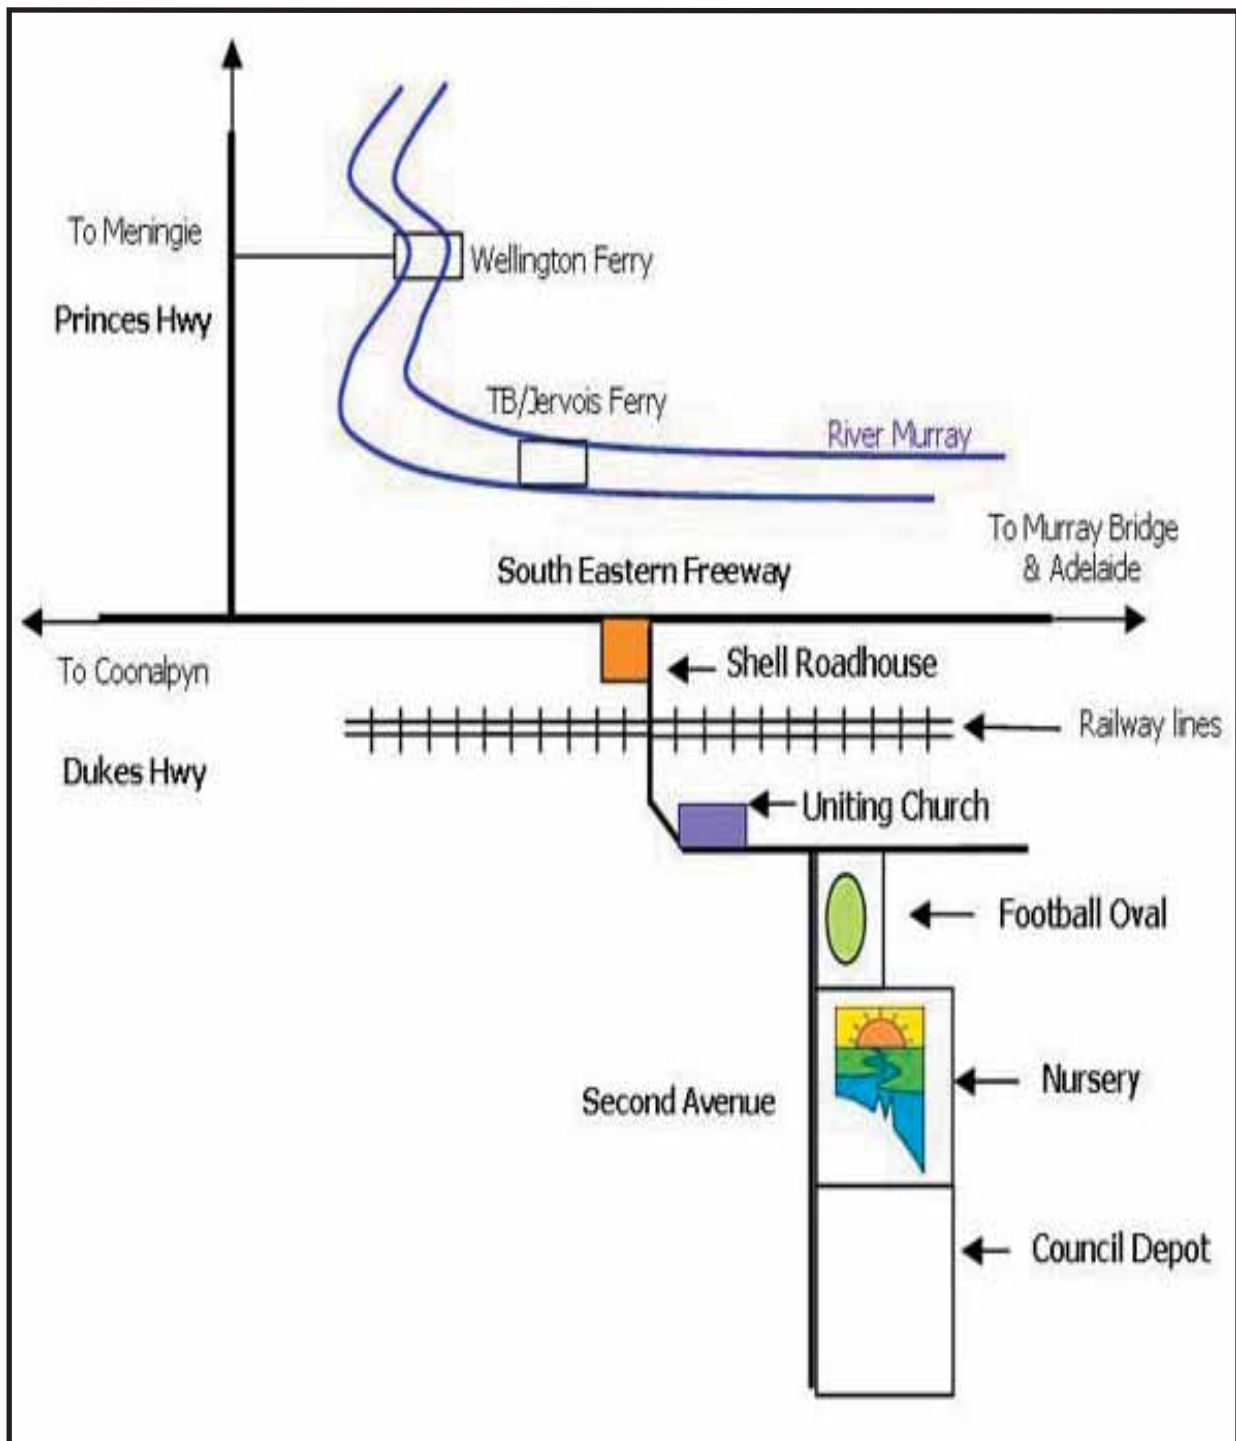 To Meningie
Wellington Ferry
Princes Hwy
TB/Jervois Ferry
River Murray
To Murray Bridge
& Adelaide
South Eastern Freeway
To Coonalpyn
Shell Roadhouse
Railway lines
Dukes Hwy
Uniting Church
Football Oval
Nursery
Second Avenue
Council Depot